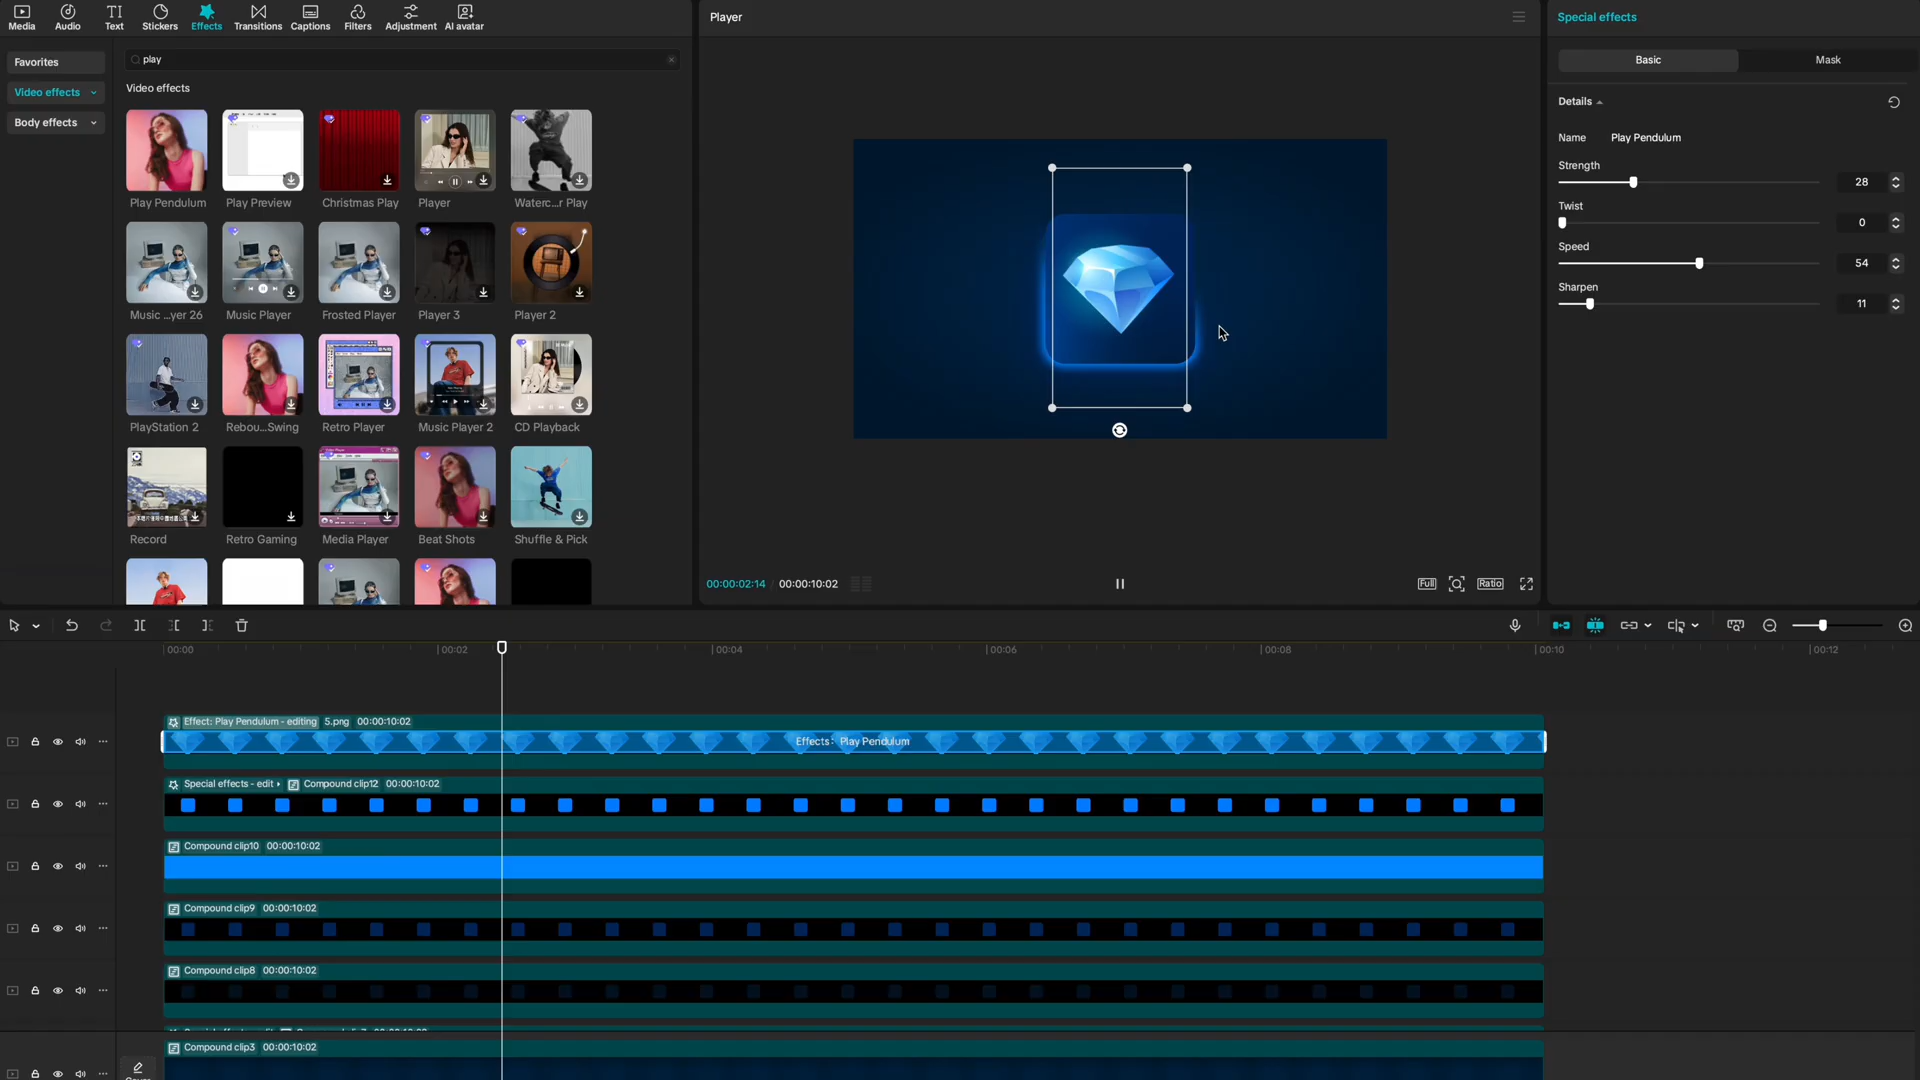 Media Audio Text Stickers Effects Transitions Captions Filters Adjustment AI avatar
Favorites
Video effects
Body effects
play
Video effects
Play Pendulum Play Preview Christmas Play Player Waterc...r Play
Music ...yer 26 Music Player Frosted Player Player 3 Player 2
PlayStation 2 Rebou...Swing Retro Player Music Player 2 CD Playback
Record Retro Gaming Media Player Beat Shots Shuffle & Pick
Player
00:00:02:14 / 00:00:10:02
Full Ratio
Special effects
Basic Mask
Details
Name Play Pendulum
Strength
28
Twist
0
Speed
54
Sharpen
11
00:00 00:02 00:04 00:06 00:08 00:10 00:12
Effect: Play Pendulum - editing 5.png 00:00:10:02
Effects: Play Pendulum
Special effects - edit Compound clip12 00:00:10:02
Compound clip10 00:00:10:02
Compound clip9 00:00:10:02
Compound clip8 00:00:10:02
Compound clip3 00:00:10:02